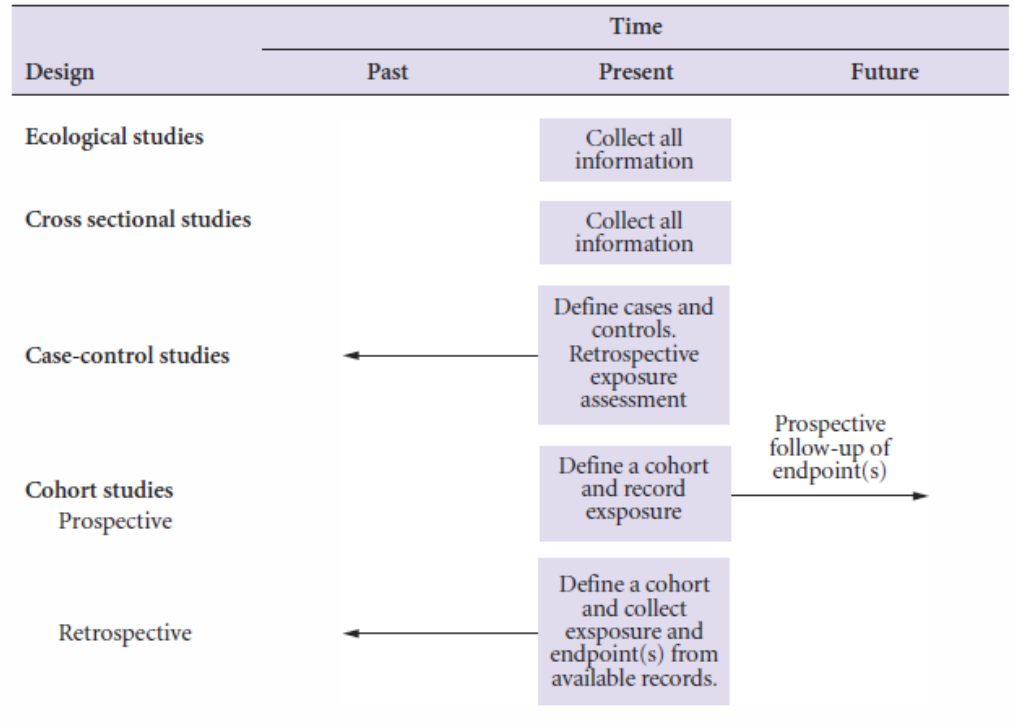 Time
Design Past Present Future
Ecological studies
Collect all
information
Cross sectional studies
Collect all
information
Case-control studies
Define cases and
controls.
Retrospective
exposure
assessment
Cohort studies
Prospective
Define a cohort
and record
exsposure
Prospective
follow-up of
endpoint(s)
Retrospective
Define a cohort
and collect
exsposure and
endpoint(s) from
available records.